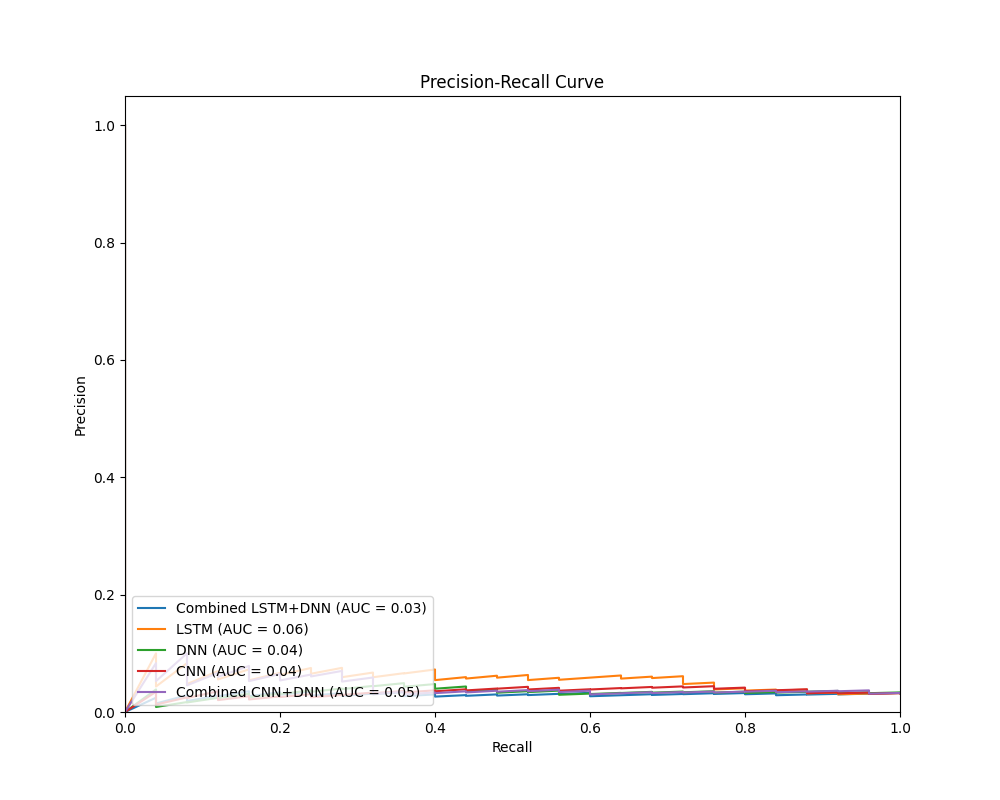 Precision-Recall Curve
1.0
0.8
0.6
0.4
0.2
0.0
Precision
Combined LSTM+DNN (AUC = 0.03)
LSTM (AUC = 0.06)
DNN (AUC = 0.04)
CNN (AUC = 0.04)
Combined CNN+DNN (AUC = 0.05)
0.0 0.2 0.4 0.6 0.8 1.0
Recall